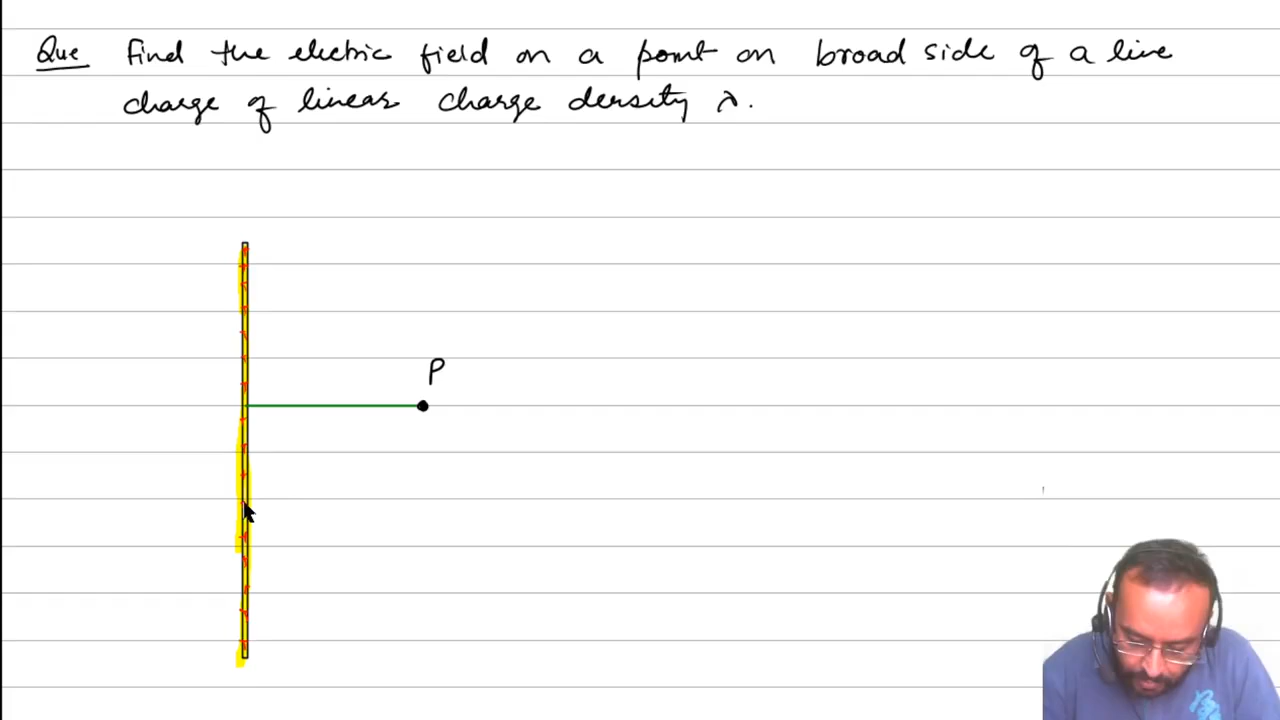 Que Find the electric field on a point on broad side of a line
charge of linear charge density λ.
P